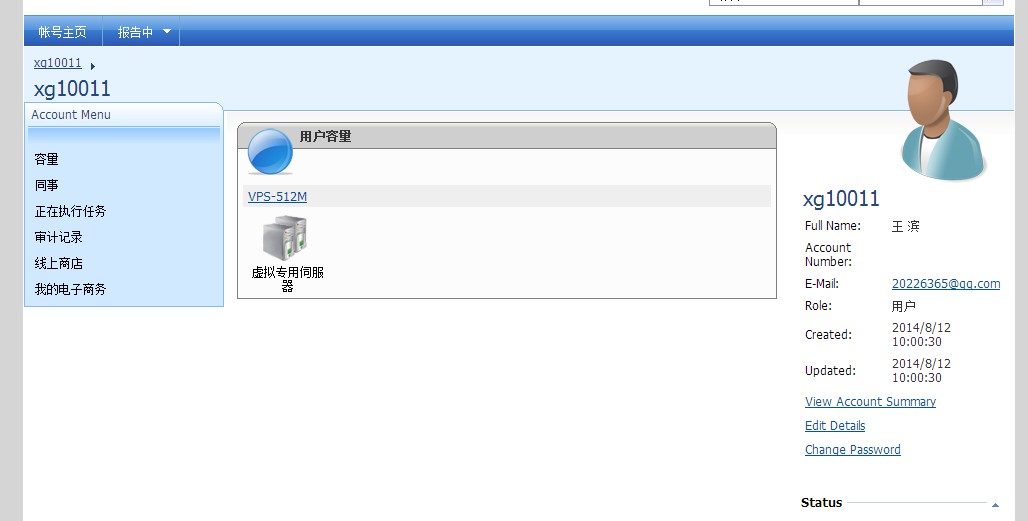 帐号主页 报告中
xg10011
xg10011
Account Menu
容量
同事
正在执行任务
审计记录
线上商店
我的电子商务
用户容量
VPS-512M
虚拟专用伺服
器
xg10011
Full Name: 王 滨
Account
Number:
E-Mail: 20226365@qq.com
Role: 用户
Created: 2014/8/12
10:00:30
Updated: 2014/8/12
10:00:30
View Account Summary
Edit Details
Change Password
Status